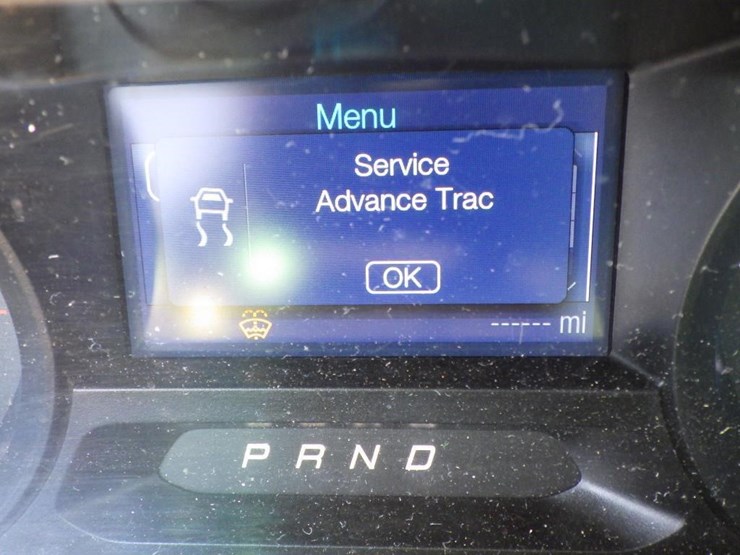 Menu
Service
Advance Trac
OK
------ mi
P R N D